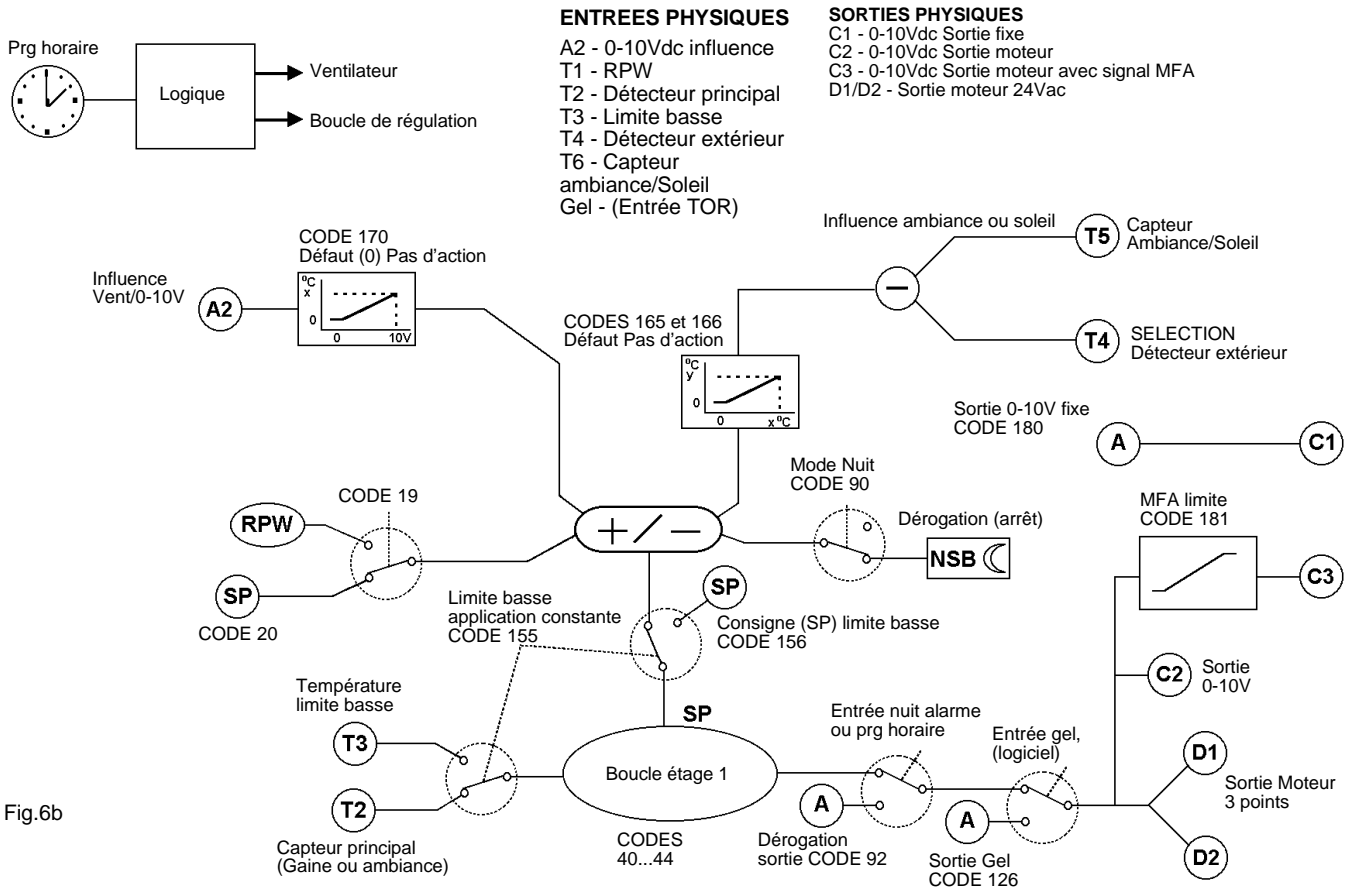 ENTREES PHYSIQUES
A2 - 0-10Vdc influence
T1 - RPW
T2 - Détecteur principal
T3 - Limite basse
T4 - Détecteur extérieur
T6 - Capteur
ambiance/Soleil
Gel - (Entrée TOR)
SORTIES PHYSIQUES
C1 - 0-10Vdc Sortie fixe
C2 - 0-10Vdc Sortie moteur
C3 - 0-10Vdc Sortie moteur avec signal MFA
D1/D2 - Sortie moteur 24Vac
Prg horaire
Logique
Ventilateur
Boucle de régulation
CODE 170
Défaut (0) Pas d'action
Influence
Vent/0-10V
A2
°C
x
0
0
10V
Influence ambiance ou soleil
T5
Capteur
Ambiance/Soleil
T4
SELECTION
Détecteur extérieur
CODES 165 et 166
Défaut Pas d'action
°C
y
0
0
x °C
Sortie 0-10V fixe
CODE 180
A
C1
Mode Nuit
CODE 90
Dérogation (arrêt)
NSB
MFA limite
CODE 181
C3
CODE 19
RPW
SP
CODE 20
+ / -
Limite basse
application constante
CODE 155
SP
Consigne (SP) limite basse
CODE 156
C2
Sortie
0-10V
Température
limite basse
T3
T2
Capteur principal
(Gaine ou ambiance)
SP
Boucle étage 1
CODES
40...44
Entrée nuit alarme
ou prg horaire
A
Dérogation
sortie CODE 92
Entrée gel,
(logiciel)
A
Sortie Gel
CODE 126
D1
Sortie Moteur
3 points
D2
Fig.6b